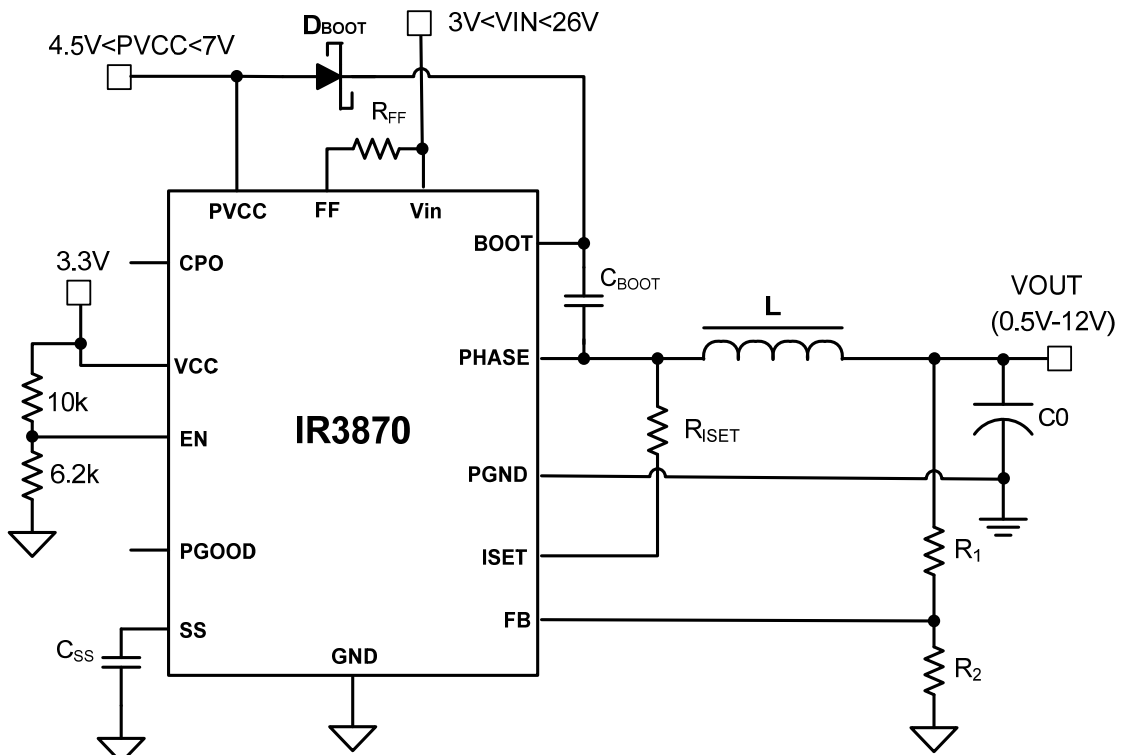 DBOOT
3V<VIN<26V
4.5V<PVCC<7V
RFF
PVCC
FF
Vin
BOOT
3.3V
CPO
CBOOT
VOUT
(0.5V-12V)
L
PHASE
VCC
10k
IR3870
RISET
C0
EN
6.2k
PGND
PGOOD
ISET
R1
SS
FB
CSS
GND
R2